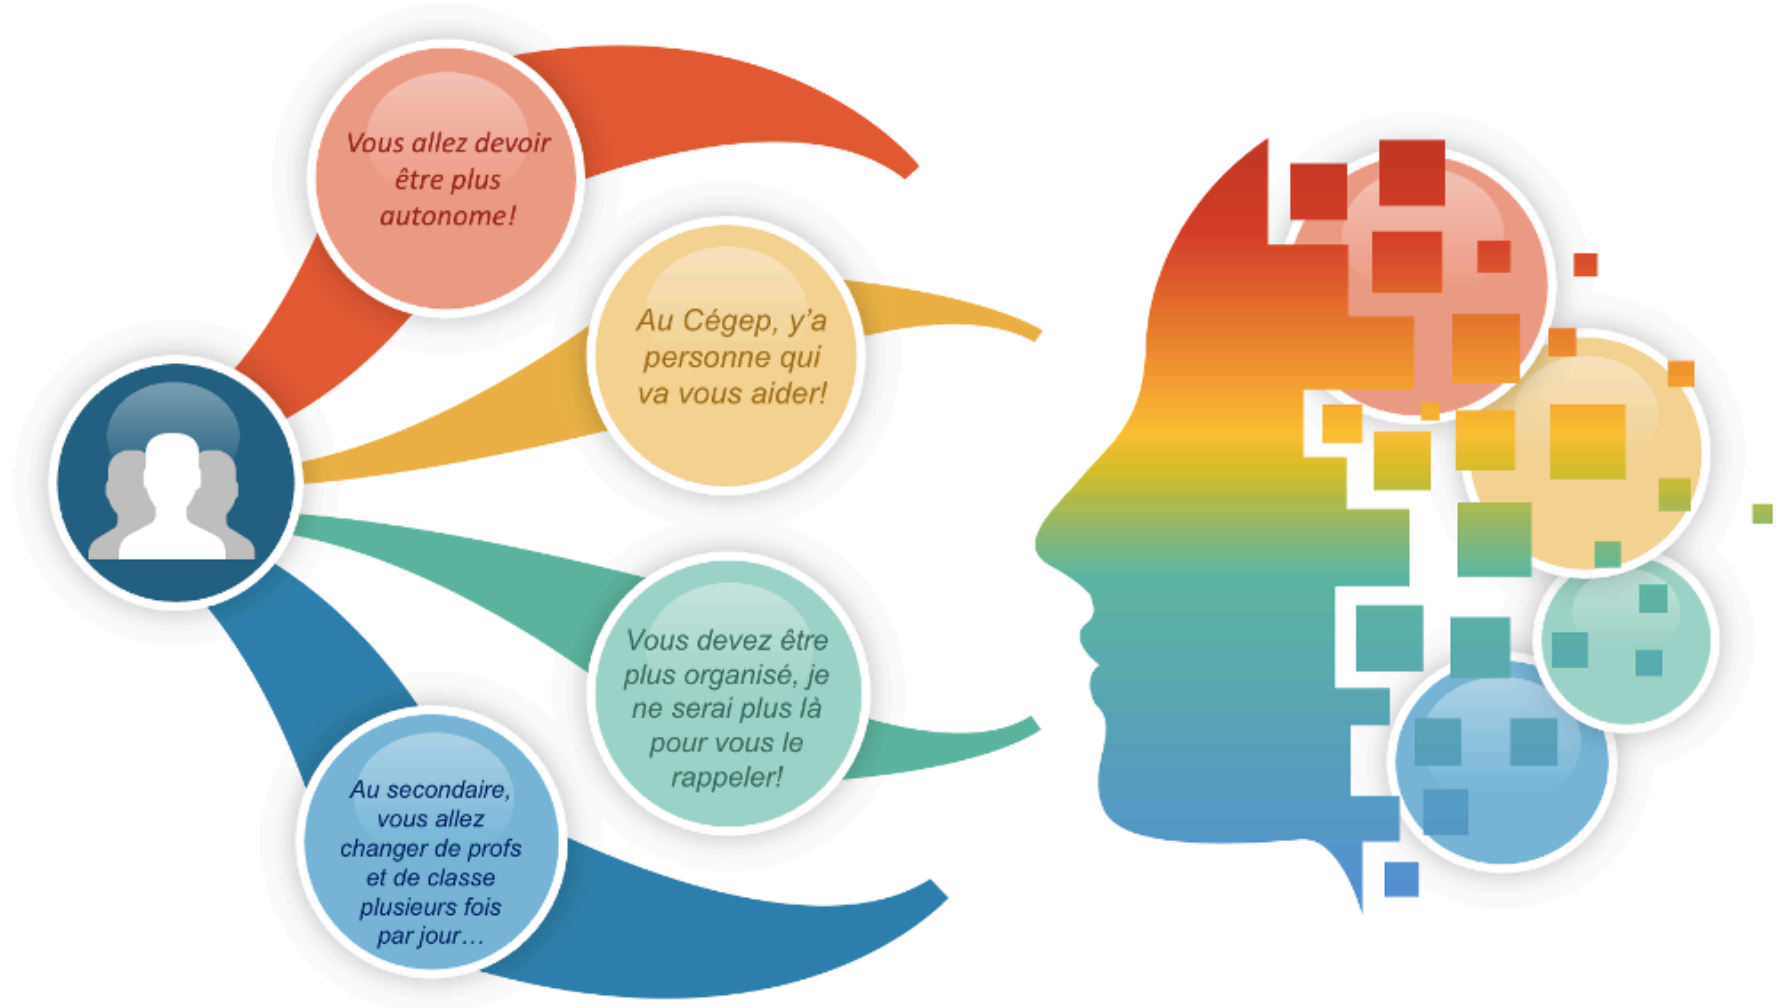 Vous allez devoir
être plus
autonome!
Au Cégep, y'a
personne qui
va vous aider!
Vous devez être
plus organisé, je
ne serai plus là
pour vous le
rappeler!
Au secondaire,
vous allez
changer de profs
et de classe
plusieurs fois
par jour…